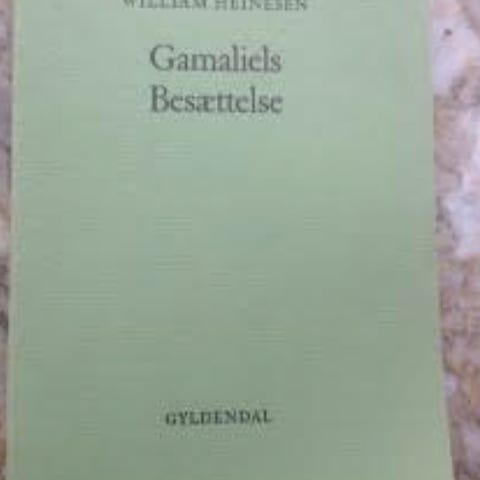 WILLIAM HEINESEN
Gamaliels
Besættelse
GYLDENDAL